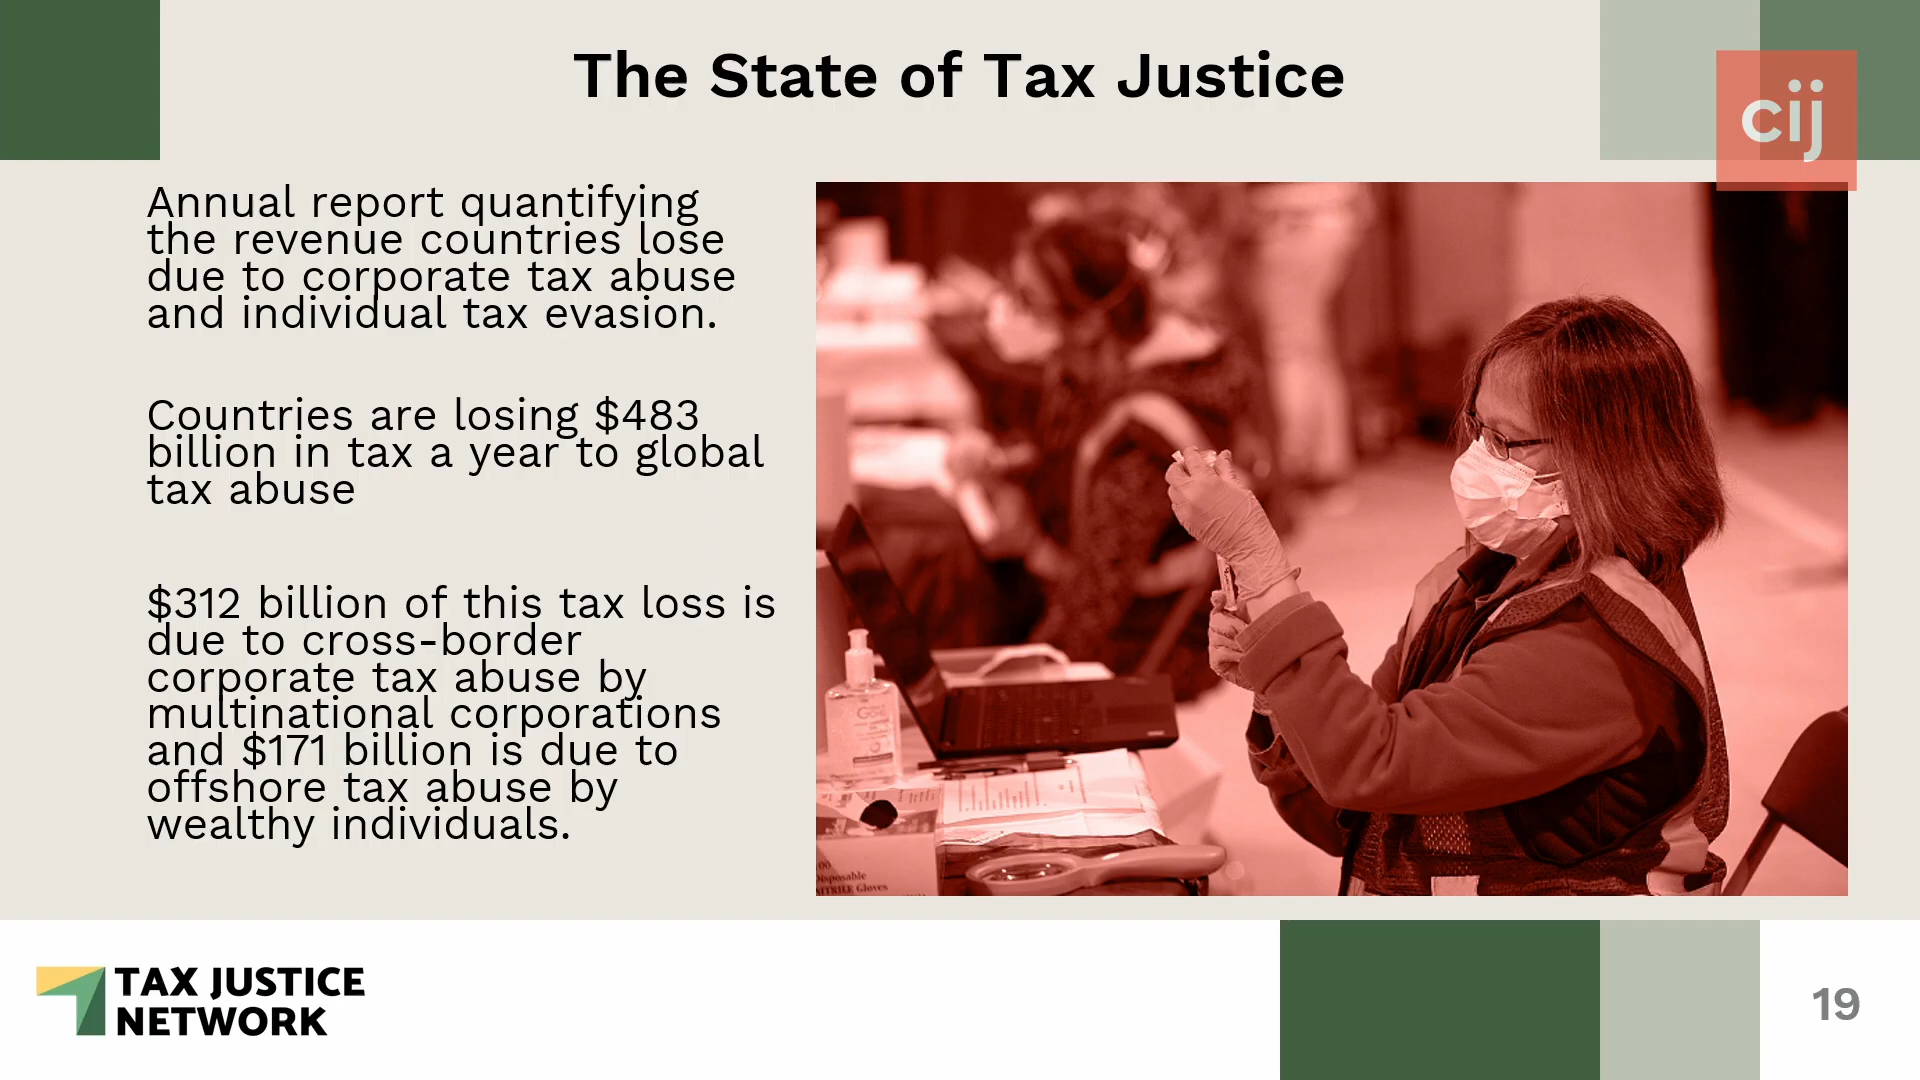 The State of Tax Justice
cij
Annual report quantifying
the revenue countries lose
due to corporate tax abuse
and individual tax evasion.
Countries are losing $483
billion in tax a year to global
tax abuse
$312 billion of this tax loss is
due to cross-border
corporate tax abuse by
multinational corporations
and $171 billion is due to
offshore tax abuse by
wealthy individuals.
Disposable
NITRILE Gloves
TAX JUSTICE
NETWORK
19